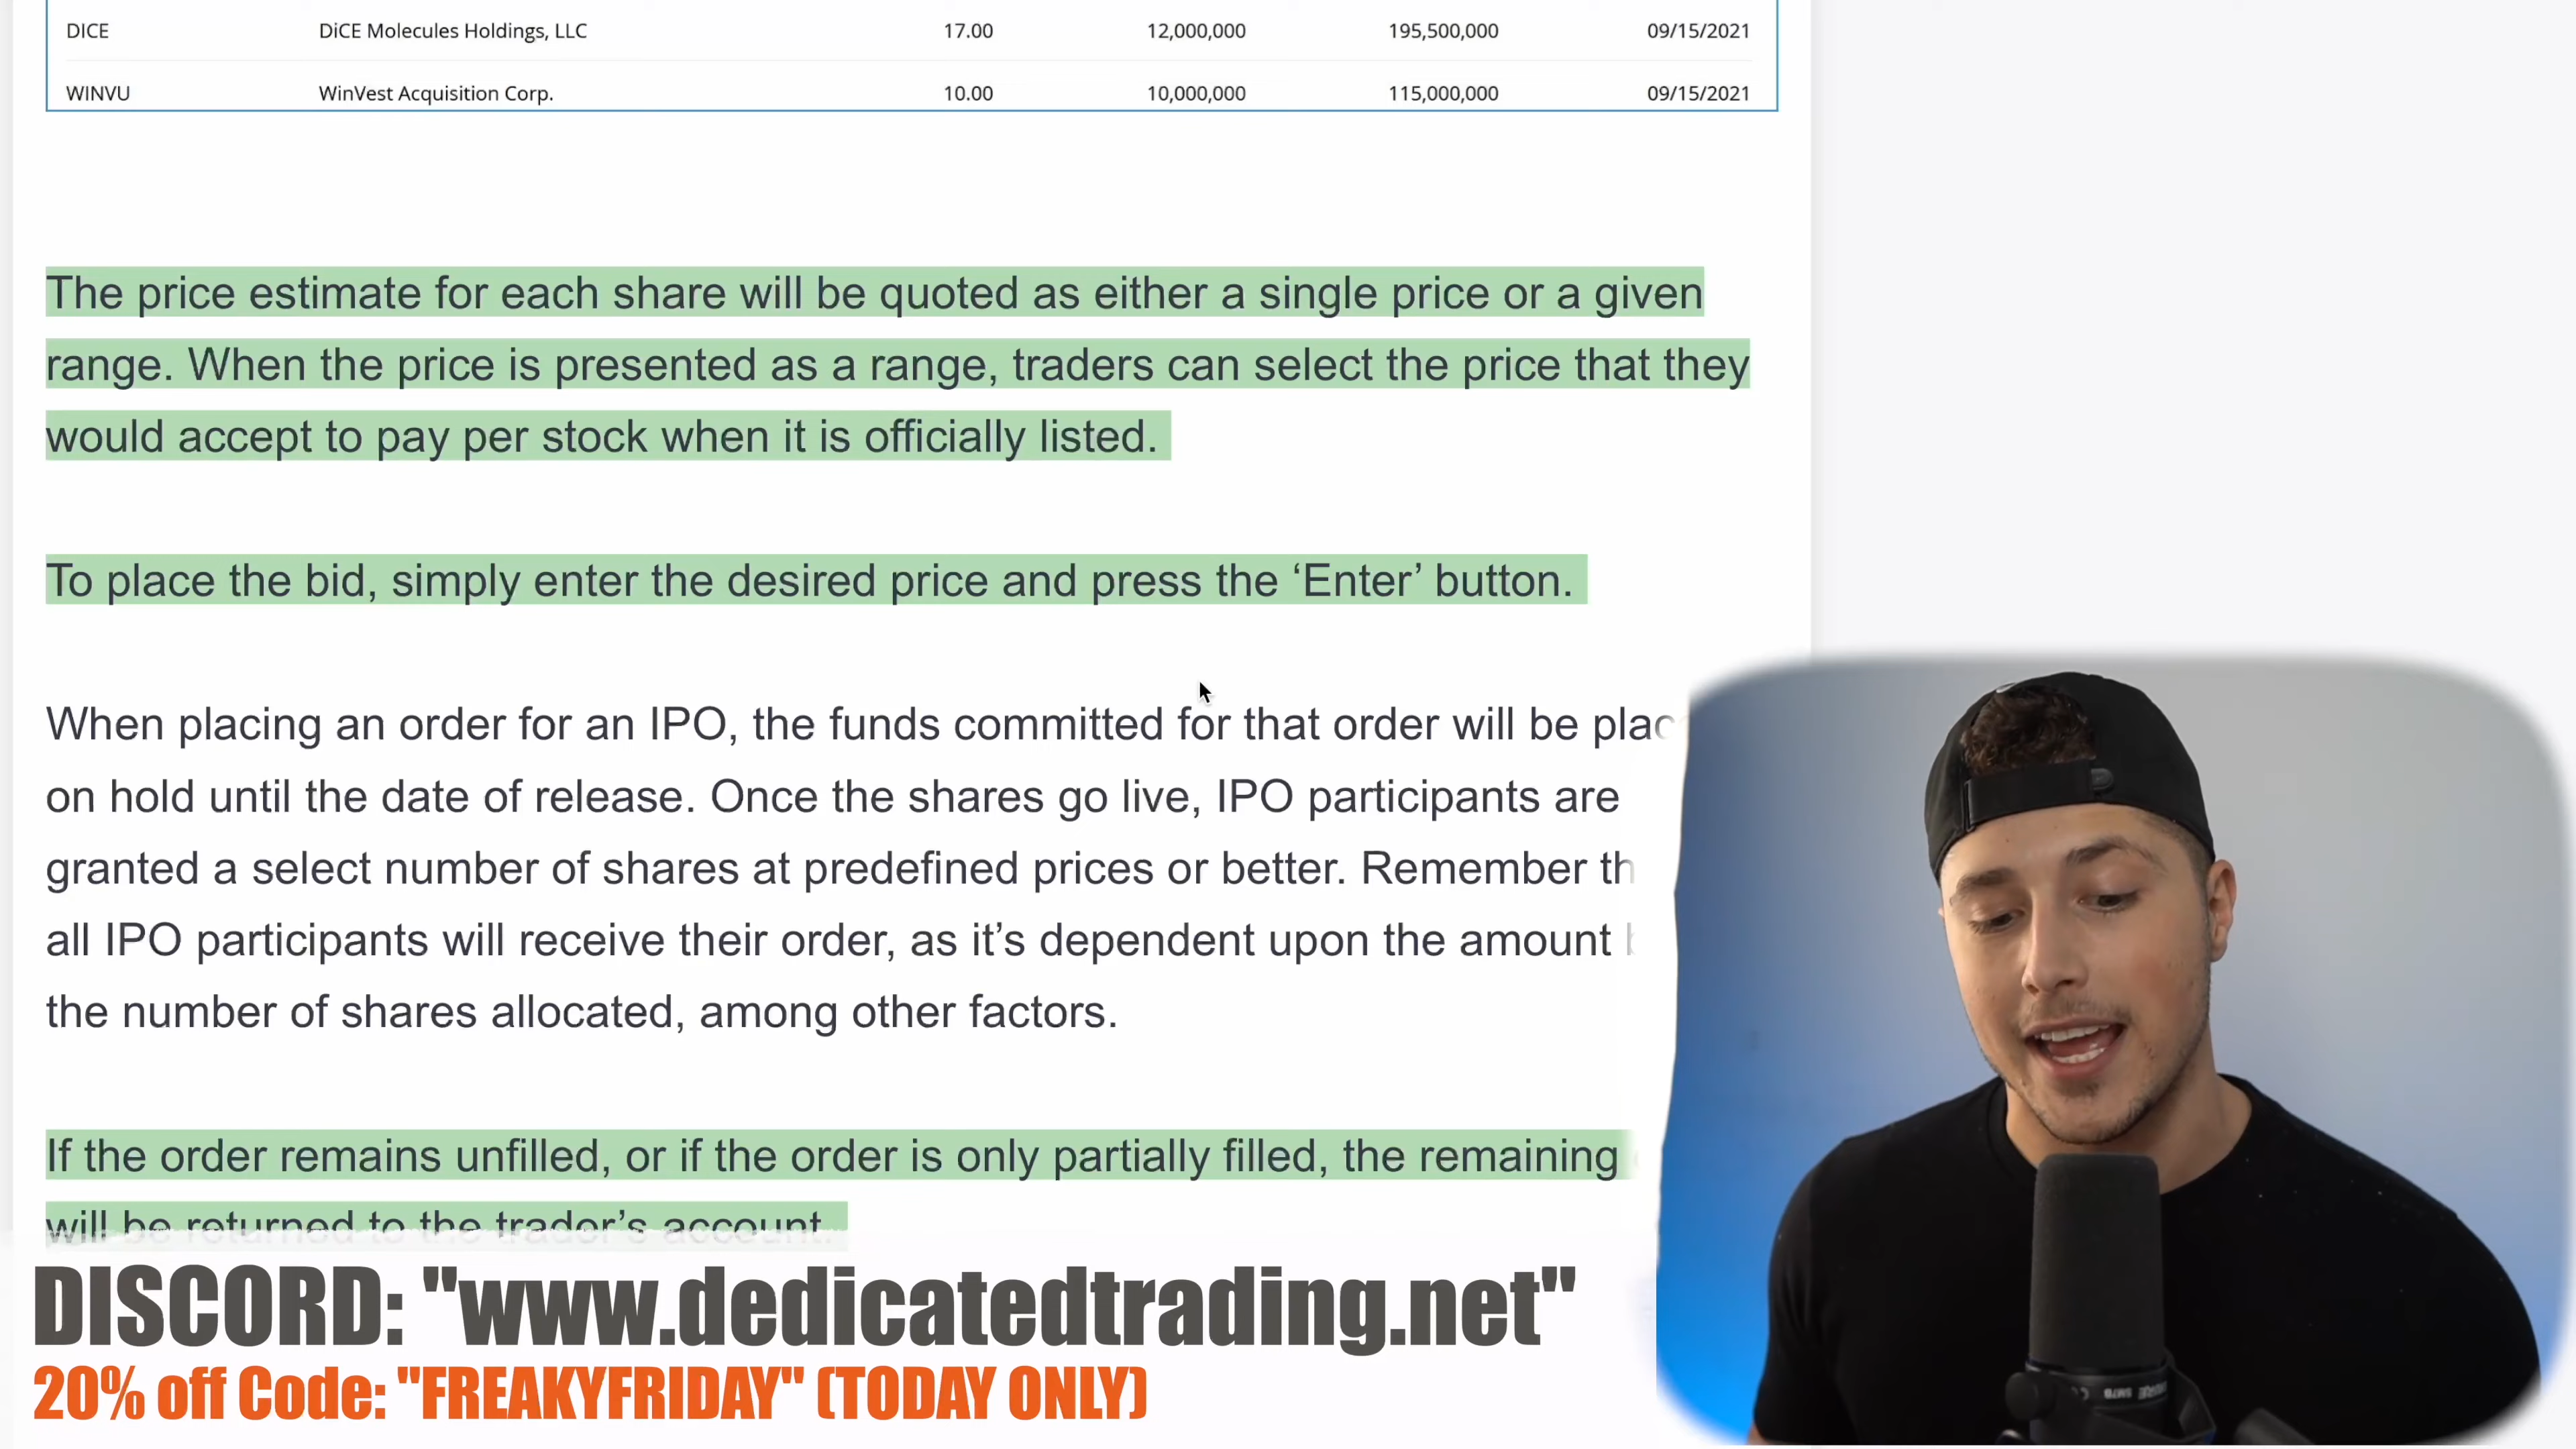 DICE DiCE Molecules Holdings, LLC 17.00 12,000,000 195,500,000 09/15/2021
WINVU WinVest Acquisition Corp. 10.00 10,000,000 115,000,000 09/15/2021
The price estimate for each share will be quoted as either a single price or a given
range. When the price is presented as a range, traders can select the price that they
would accept to pay per stock when it is officially listed.
To place the bid, simply enter the desired price and press the ‘Enter’ button.
When placing an order for an IPO, the funds committed for that order will be
on hold until the date of release. Once the shares go live, IPO participants are
granted a select number of shares at predefined prices or better. Remember
all IPO participants will receive their order, as it’s dependent upon the amount
the number of shares allocated, among other factors.
If the order remains unfilled, or if the order is only partially filled, the remaining
will be returned to the trader’s account.
DISCORD: "www.dedicatedtrading.net"
20% off Code: "FREAKYFRIDAY" (TODAY ONLY)